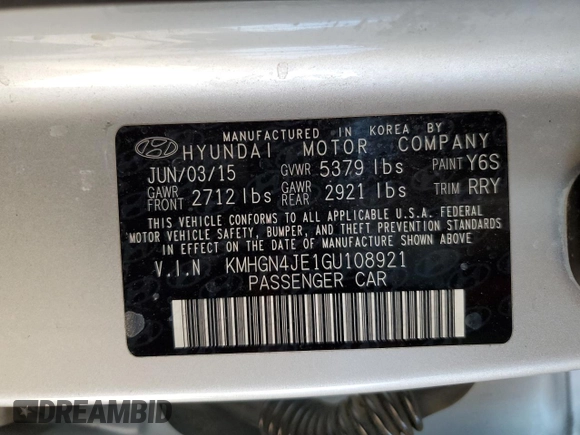 MANUFACTURED IN KOREA BY
HYUNDAI MOTOR COMPANY
JUN/03/15 GVWR 5379 lbs PAINT Y6S
GAWR FRONT 2712 lbs GAWR REAR 2921 lbs TRIM RRY
THIS VEHICLE CONFORMS TO ALL APPLICABLE U.S.A. FEDERAL
MOTOR VEHICLE SAFETY, BUMPER, AND THEFT PREVENTION STANDARDS
IN EFFECT ON THE DATE OF MANUFACTURE SHOWN ABOVE.
V.I.N KMHGN4JE1GU108921
PASSENGER CAR
DREAMBID